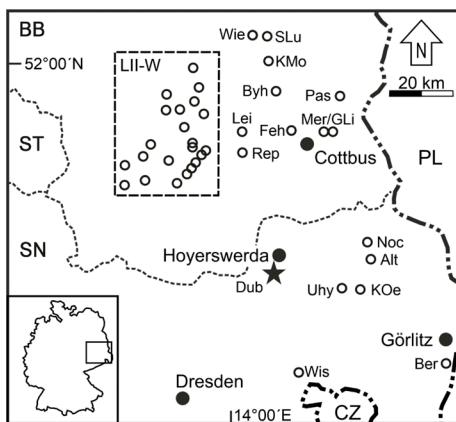 BB
Wie
SLu
N
52°00´N
LII-W
KMo
20 km
Byh
Pas
ST
Lei
Feh
Mer/GLi
Rep
Cottbus
PL
SN
Noc
Hoyerswerda
Alt
Dub
Uhy
KOe
Görlitz
Ber
Wis
Dresden
14°00´E
CZ